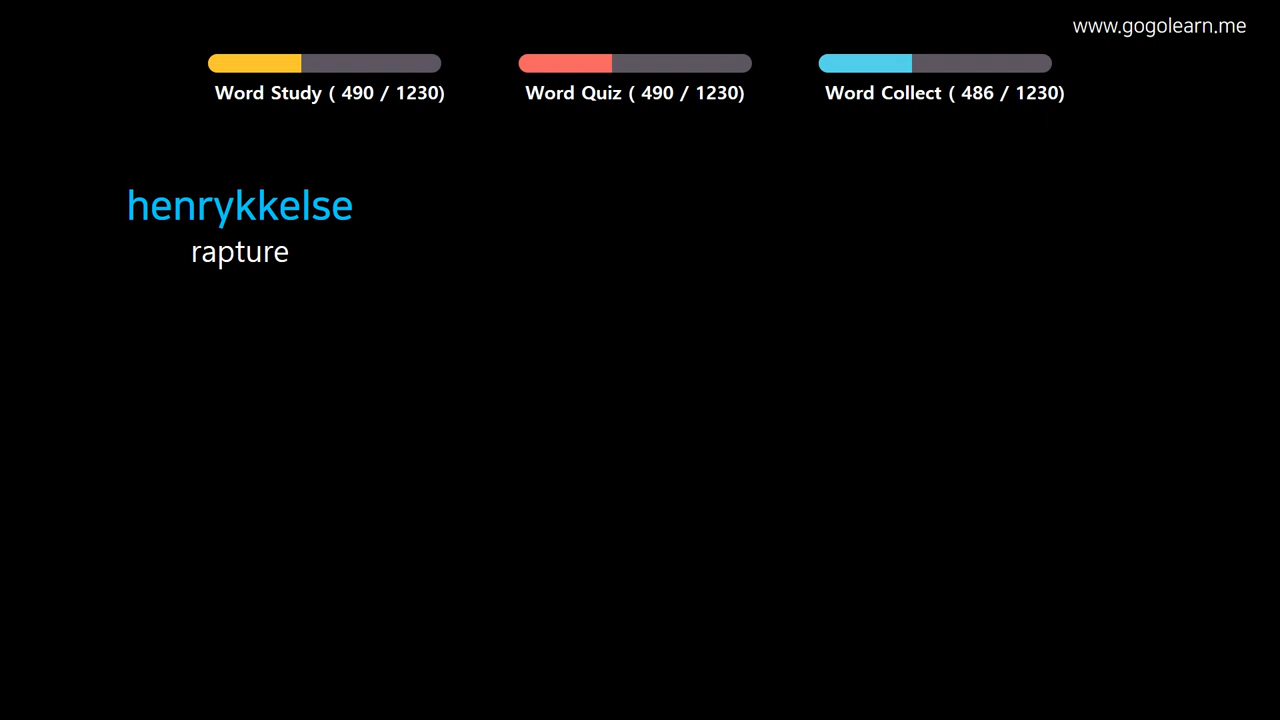 www.gogolearn.me
Word Study ( 490 / 1230)
Word Quiz ( 490 / 1230)
Word Collect ( 486 / 1230)
henrykkelse
rapture